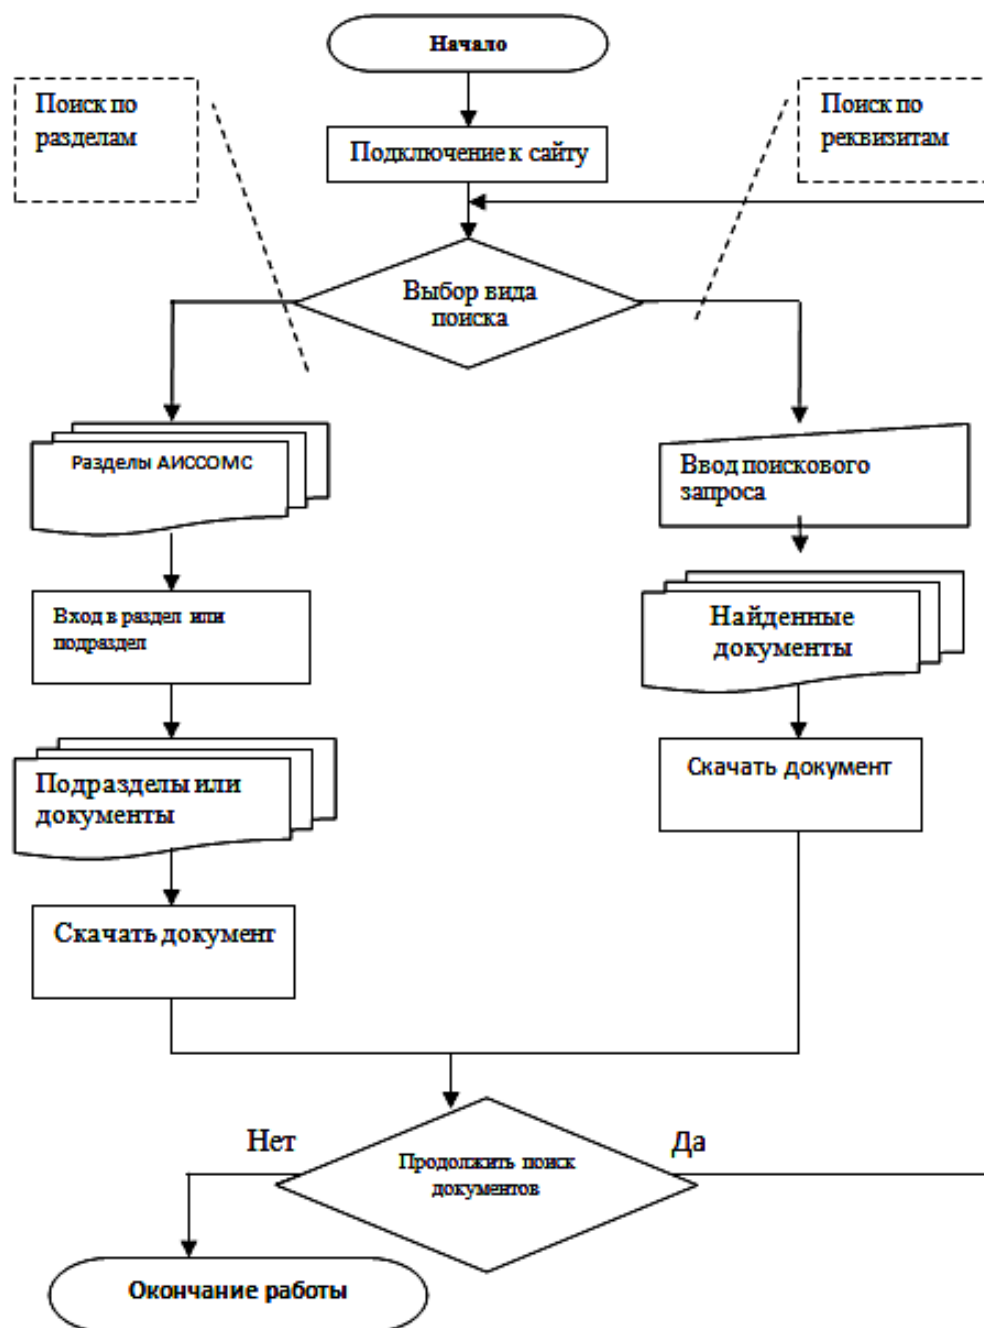 Начало
Поиск по
разделам
Поиск по
реквизитам
Подключение к сайту
Выбор вида
поиска
Разделы АИССОМС
Ввод поискового
запроса
Вход в раздел или
подраздел
Найденные
документы
Подразделы или
документы
Скачать документ
Скачать документ
Нет
Да
Продолжить поиск
документов
Окончание работы